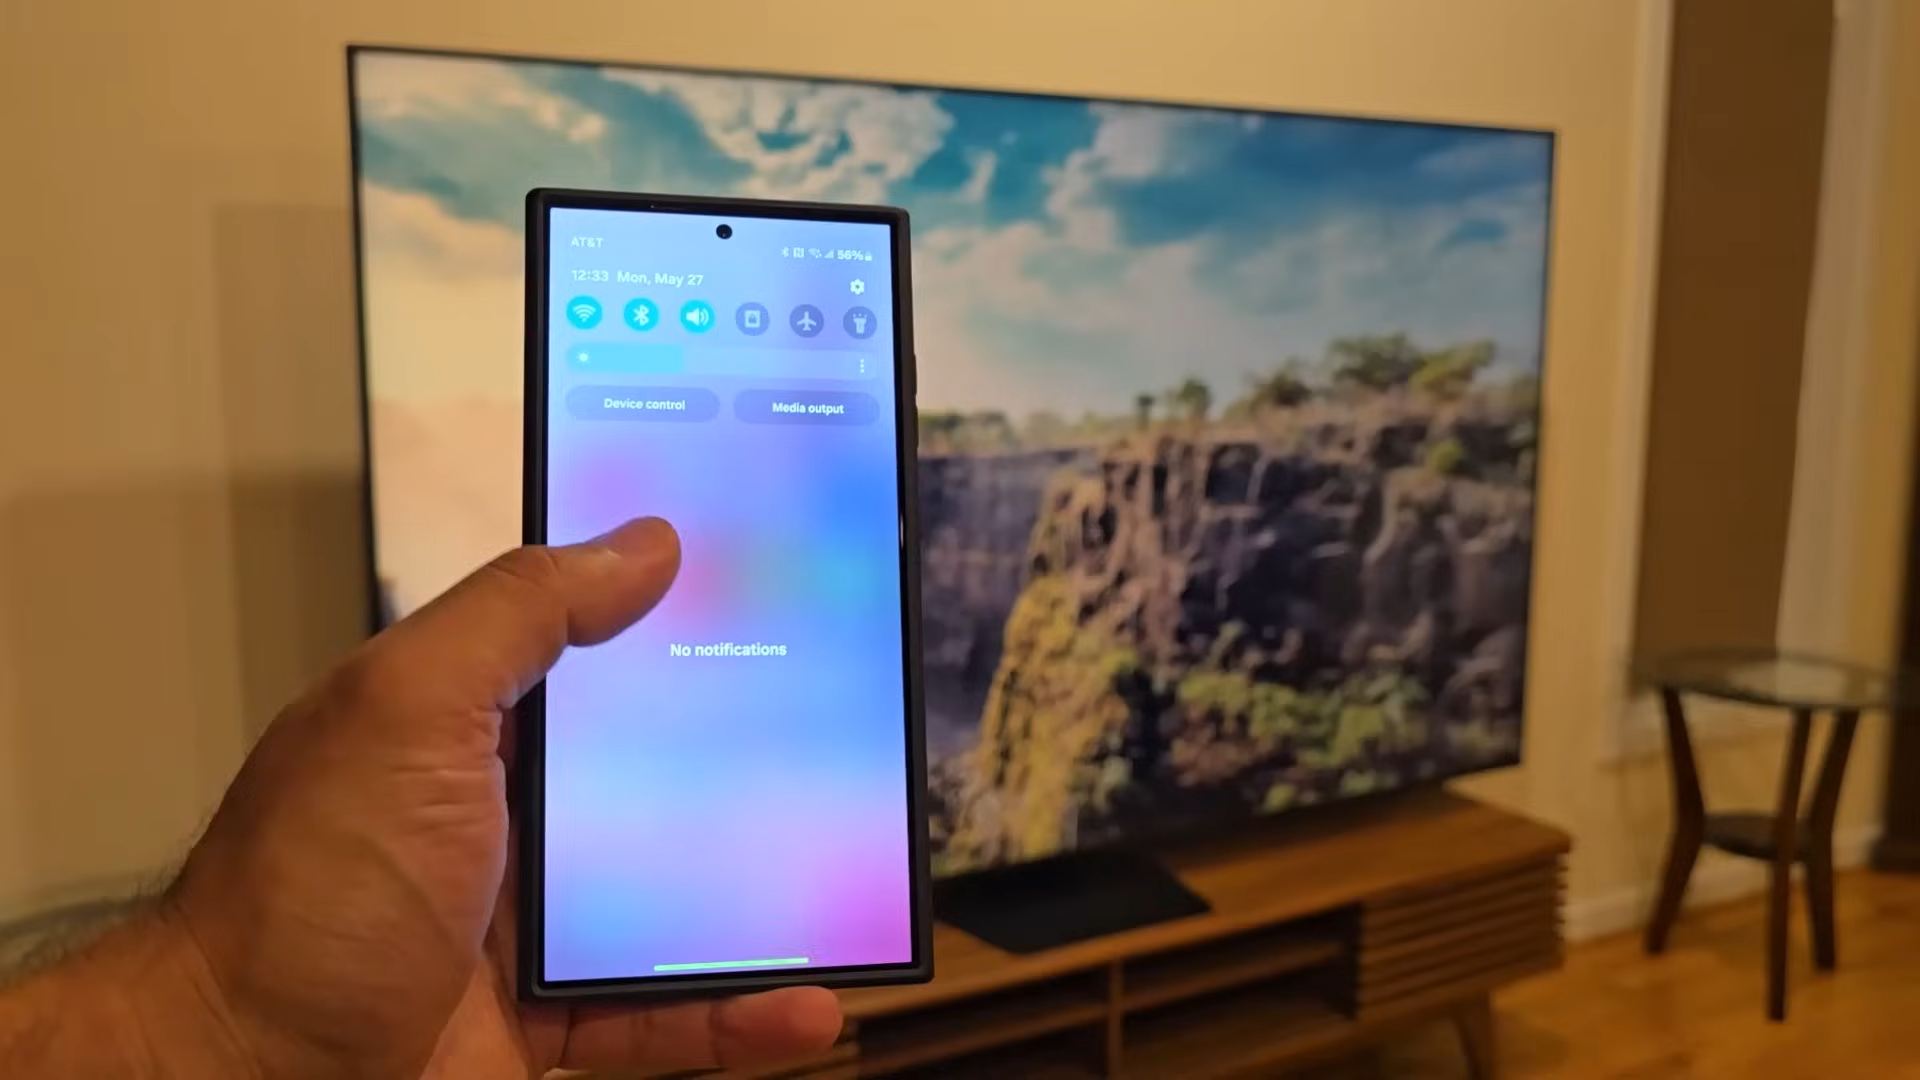 AT&T
56%
12:33 Mon, May 27
Device control
Media output
No notifications